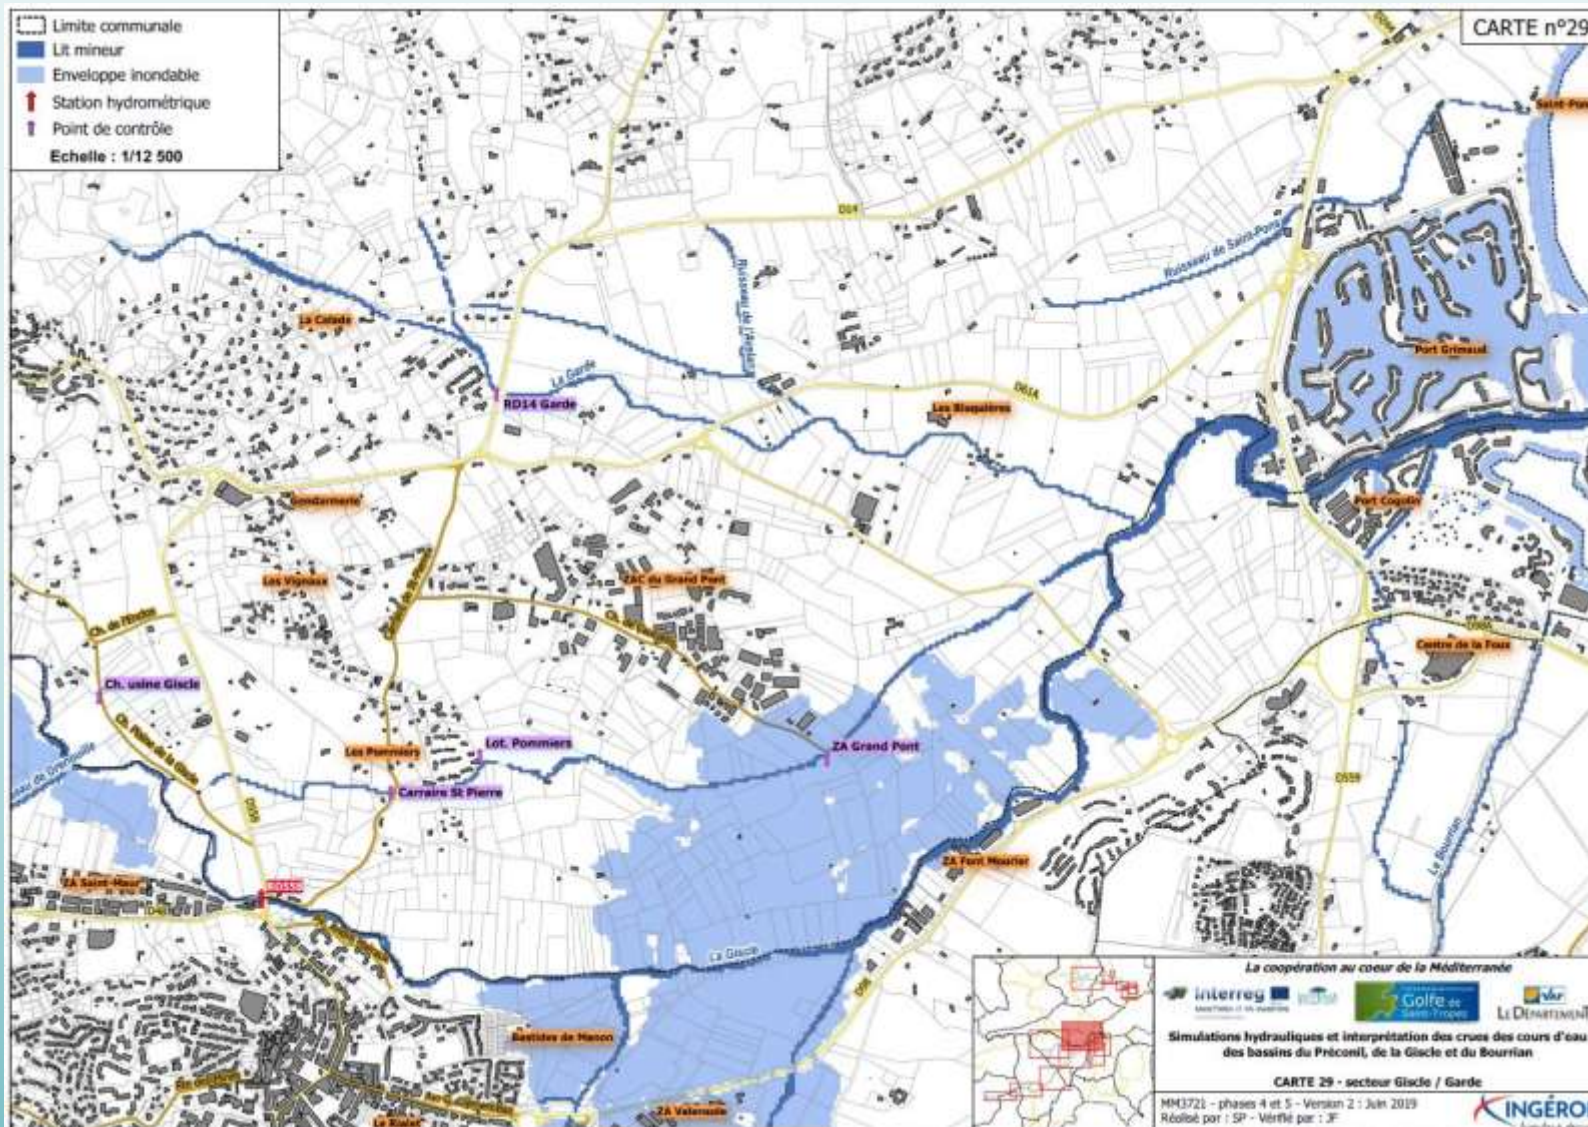 Limite communale
CARTE n°29
Lit mineur
Enveloppe inondable
Station hydrométrique
Point de contrôle
Echelle : 1/12 500
D14
Ruisseau de Saint-Pons
La Calade
Port Grimaud
La Garde
D61A
RD14 Garde
Les Blaquières
Gendarmerie
Port Cogolin
Les Vignaux
ZAC du Grand Pont
Ch. de l'Enclos
Centre de la Foux
Ch. usine Giscle
Les Pommiers
Lot. Pommiers
ZA Grand Pont
D559
Carraire St Pierre
D558
ZA Font Mourier
Le Bourrian
ZA Saint-Maur
RD558
La Giscle
D98
Bastides de Manon
ZA Valensole
La coopération au coeur de la Méditerranée
Interreg
Golfe de
Saint-Tropez
Var
LE DÉPARTEMENT
Simulations hydrauliques et interprétation des crues des cours d'eau
des bassins du Préconil, de la Giscle et du Bourrian
CARTE 29 - secteur Giscle / Garde
MM3721 - phases 4 et 5 - Version 2 : Juin 2019
Réalisé par : SP - Vérifié par : JF